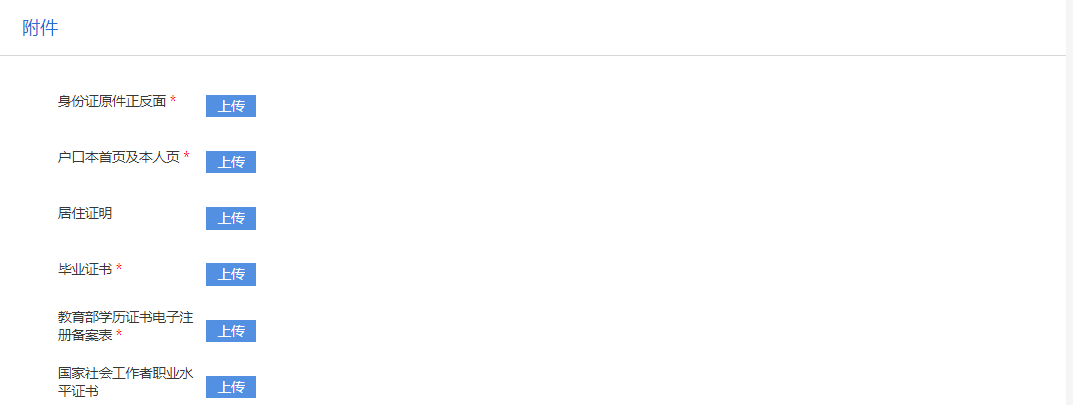 附件
身份证原件正反面 *
上传
户口本首页及本人页 *
上传
居住证明
上传
毕业证书 *
上传
教育部学历证书电子注
册备案表 *
上传
国家社会工作者职业水
平证书
上传